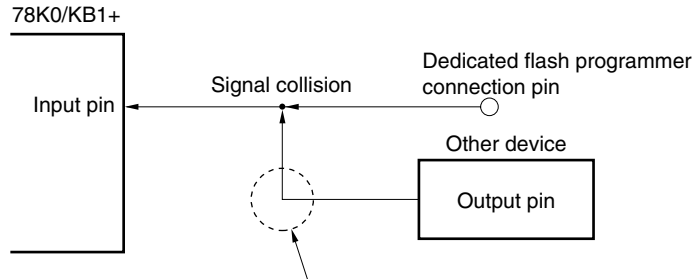 78K0/KB1+
Dedicated flash programmer
connection pin
Signal collision
Input pin
Other device
Output pin